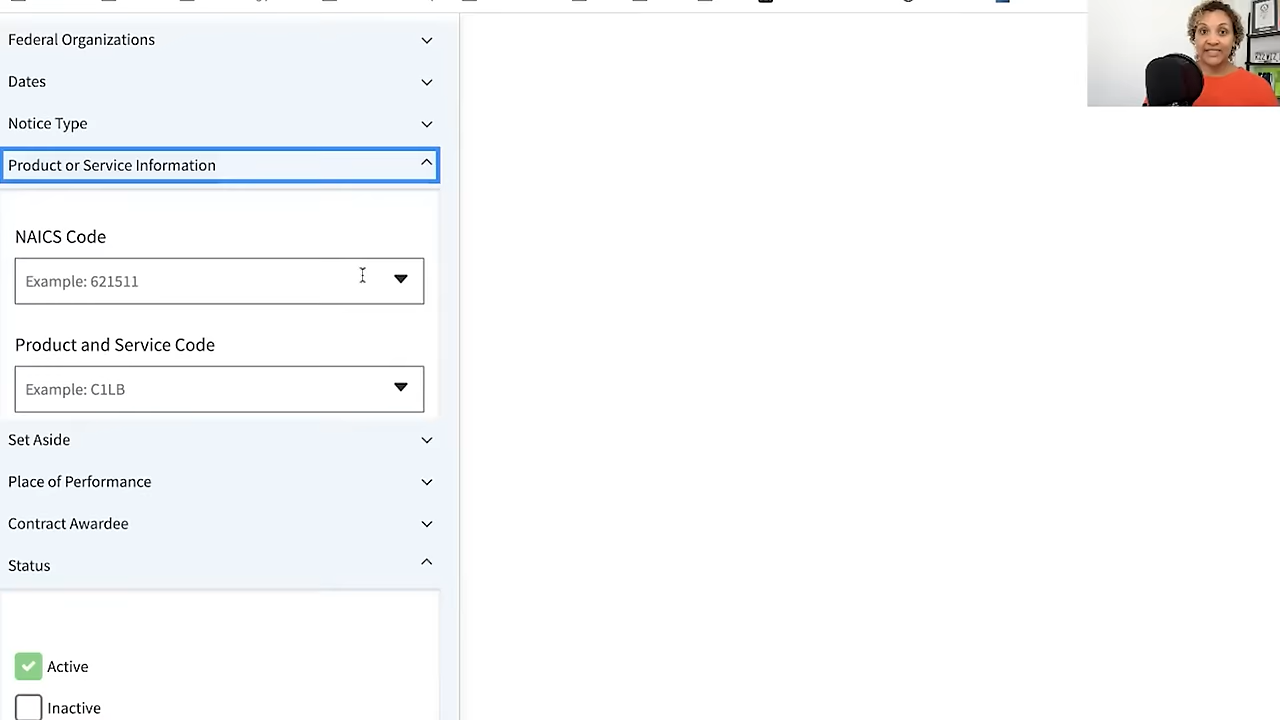 Federal Organizations
Dates
Notice Type
Product or Service Information
NAICS Code
Example: 621511
Product and Service Code
Example: C1LB
Set Aside
Place of Performance
Contract Awardee
Status
Active
Inactive